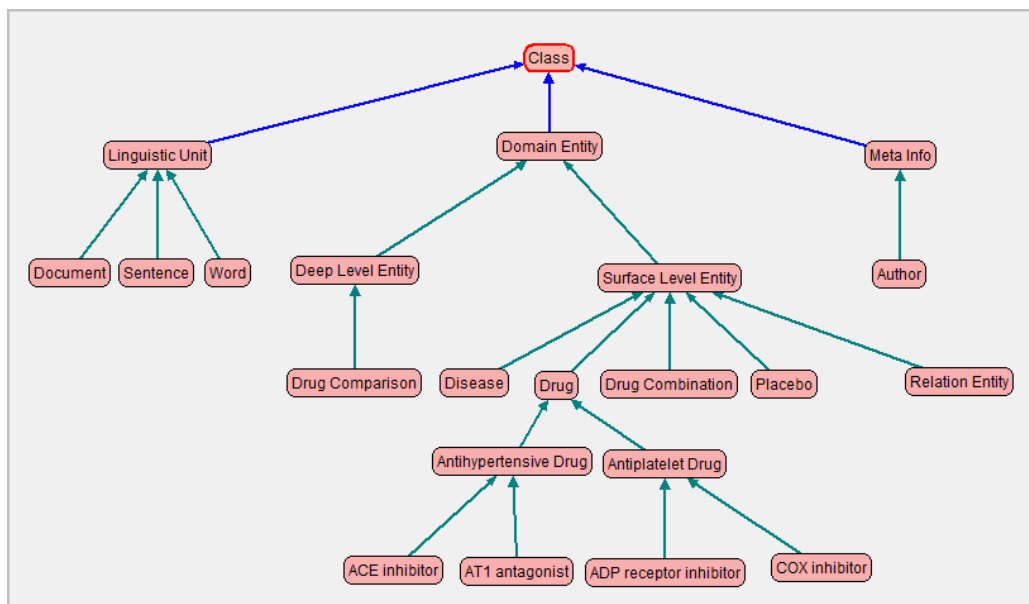 Class
Linguistic Unit
Domain Entity
Meta Info
Document
Sentence
Word
Deep Level Entity
Surface Level Entity
Author
Drug Comparison
Disease
Drug
Drug Combination
Placebo
Relation Entity
Antihypertensive Drug
Antiplatelet Drug
ACE inhibitor
AT1 antagonist
ADP receptor inhibitor
COX inhibitor